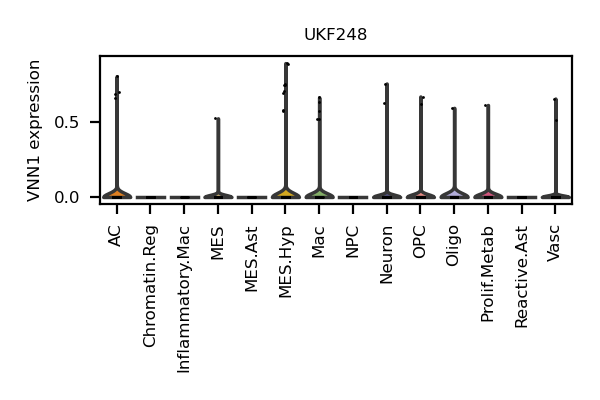 UKF248
VNN1 expression
0.5
0.0
AC
Chromatin.Reg
Inflammatory.Mac
MES
MES.Ast
MES.Hyp
Mac
NPC
Neuron
OPC
Oligo
Prolif.Metab
Reactive.Ast
Vasc